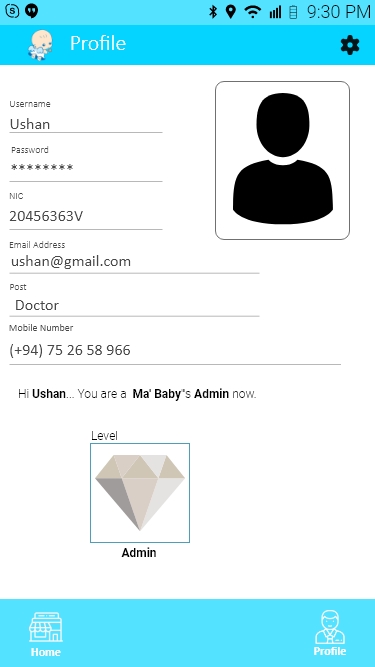 9:30 PM
Profile
Username
Ushan
Password
********
NIC
20456363V
Email Address
ushan@gmail.com
Post
Doctor
Mobile Number
(+94) 75 26 58 966
Hi Ushan... You are a Ma' Baby''s Admin now.
Level
Admin
Home
Profile